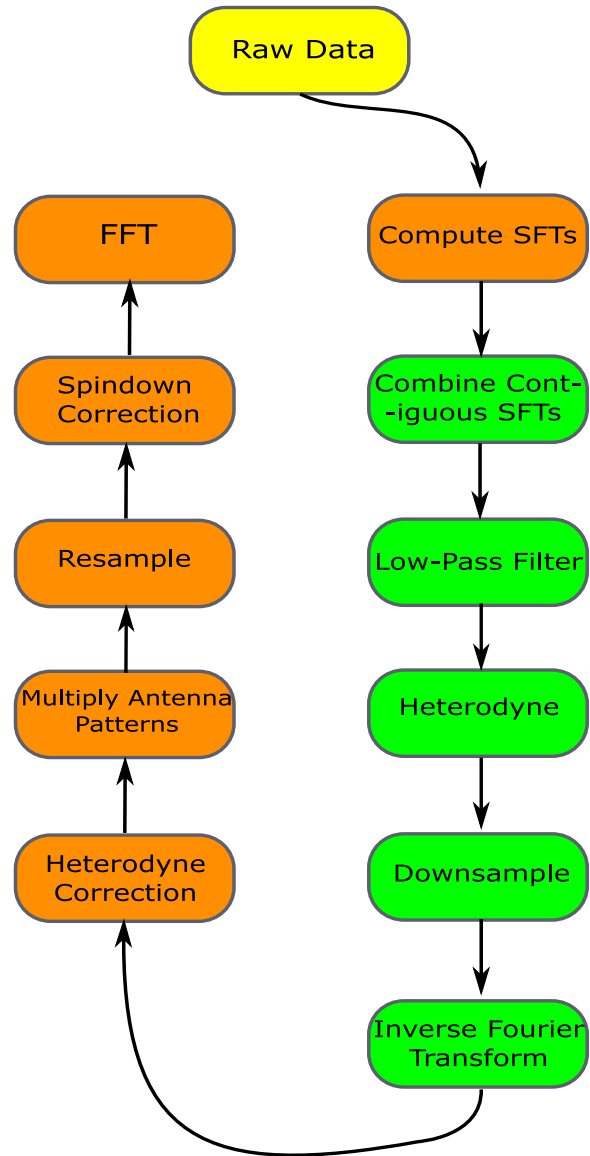 Raw Data
Compute SFTs
Combine Cont-
-iguous SFTs
Low-Pass Filter
Heterodyne
Downsample
Inverse Fourier
Transform
Heterodyne
Correction
Multiply Antenna
Patterns
Resample
Spindown
Correction
FFT